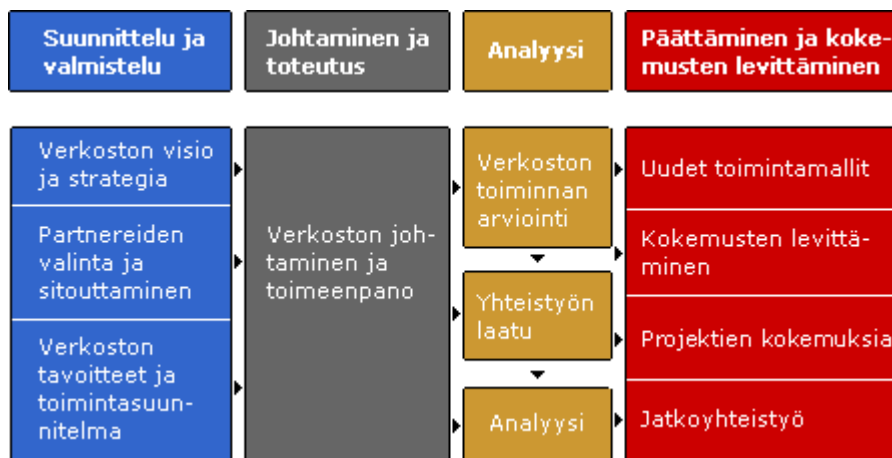 Suunnittelu ja
valmistelu
Johtaminen ja
toteutus
Analyysi
Päättäminen ja koke-
musten levittäminen
Verkoston visio
ja strategia
Partnereiden
valinta ja
sitouttaminen
Verkoston
tavoitteet ja
toimintasuun-
nitelma
Verkoston joh-
taminen ja
toimeenpano
Verkoston
toiminnan
arviointi
Yhteistyön
laatu
Analyysi
Uudet toimintamallit
Kokemusten levittä-
minen
Projektien kokemuksia
Jatkoyhteistyö